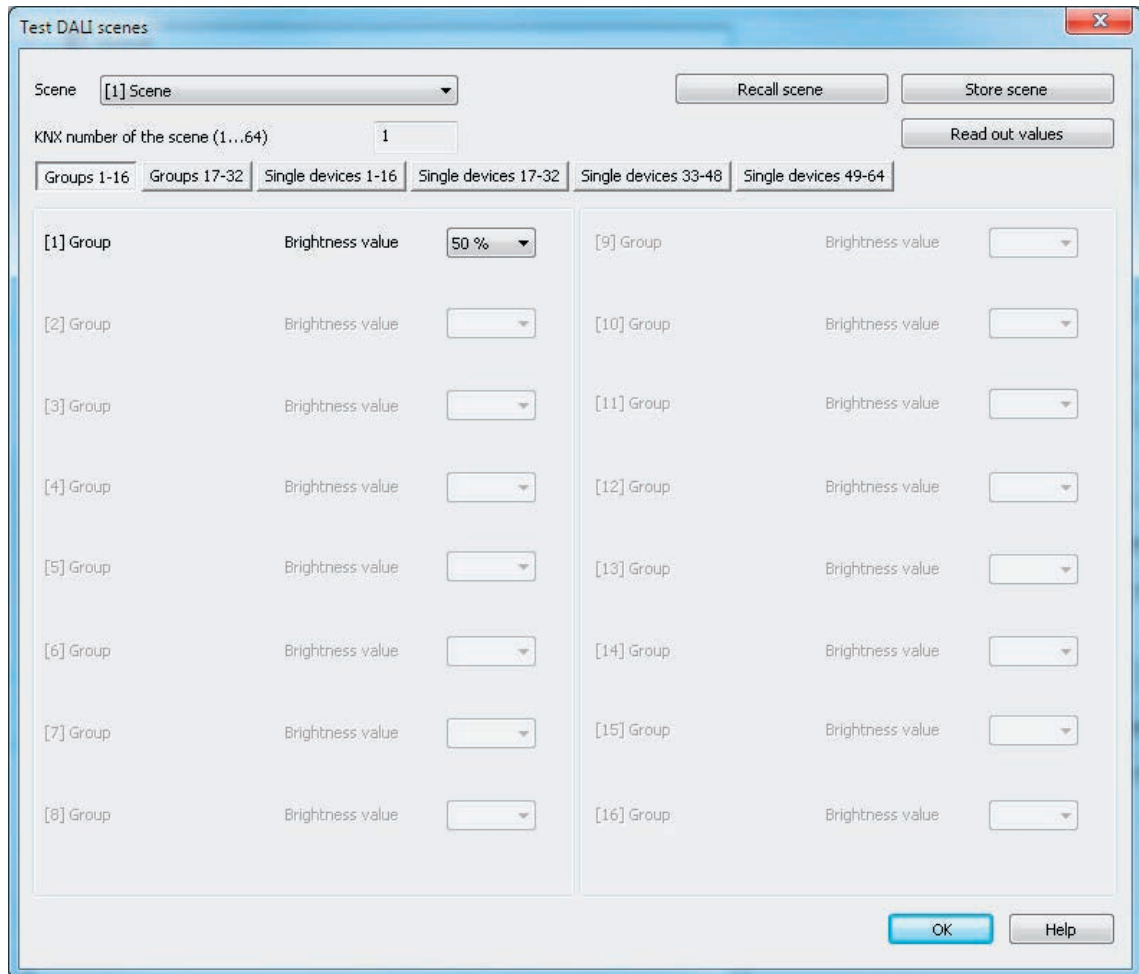 Test DALI scenes
Scene [1] Scene Recall scene Store scene
KNX number of the scene (1...64) 1 Read out values
Groups 1-16 Groups 17-32 Single devices 1-16 Single devices 17-32 Single devices 33-48 Single devices 49-64
[1] Group Brightness value 50 % [9] Group Brightness value
[2] Group Brightness value [10] Group Brightness value
[3] Group Brightness value [11] Group Brightness value
[4] Group Brightness value [12] Group Brightness value
[5] Group Brightness value [13] Group Brightness value
[6] Group Brightness value [14] Group Brightness value
[7] Group Brightness value [15] Group Brightness value
[8] Group Brightness value [16] Group Brightness value
OK Help